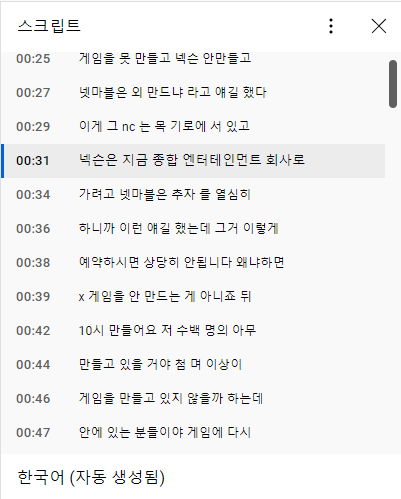 스크립트
00:25 게임을 못 만들고 넥슨 안만들고
00:27 넷마블은 외 만드냐 라고 얘길 했다
00:29 이게 그 nc 는 목 기로에 서 있고
00:31 넥슨은 지금 종합 엔터테인먼트 회사로
00:34 가려고 넷마블은 추자 를 열심히
00:36 하니까 이런 얘길 했는데 그거 이렇게
00:38 예약하시면 상당히 안됩니다 왜냐하면
00:39 x 게임을 안 만드는 게 아니죠 뒤
00:42 10시 만들어요 저 수백 명의 아무
00:44 만들고 있을 거야 첨 며 이상이
00:46 게임을 만들고 있지 않을까 하는데
00:47 안에 있는 분들이야 게임에 다시
한국어 (자동 생성됨)